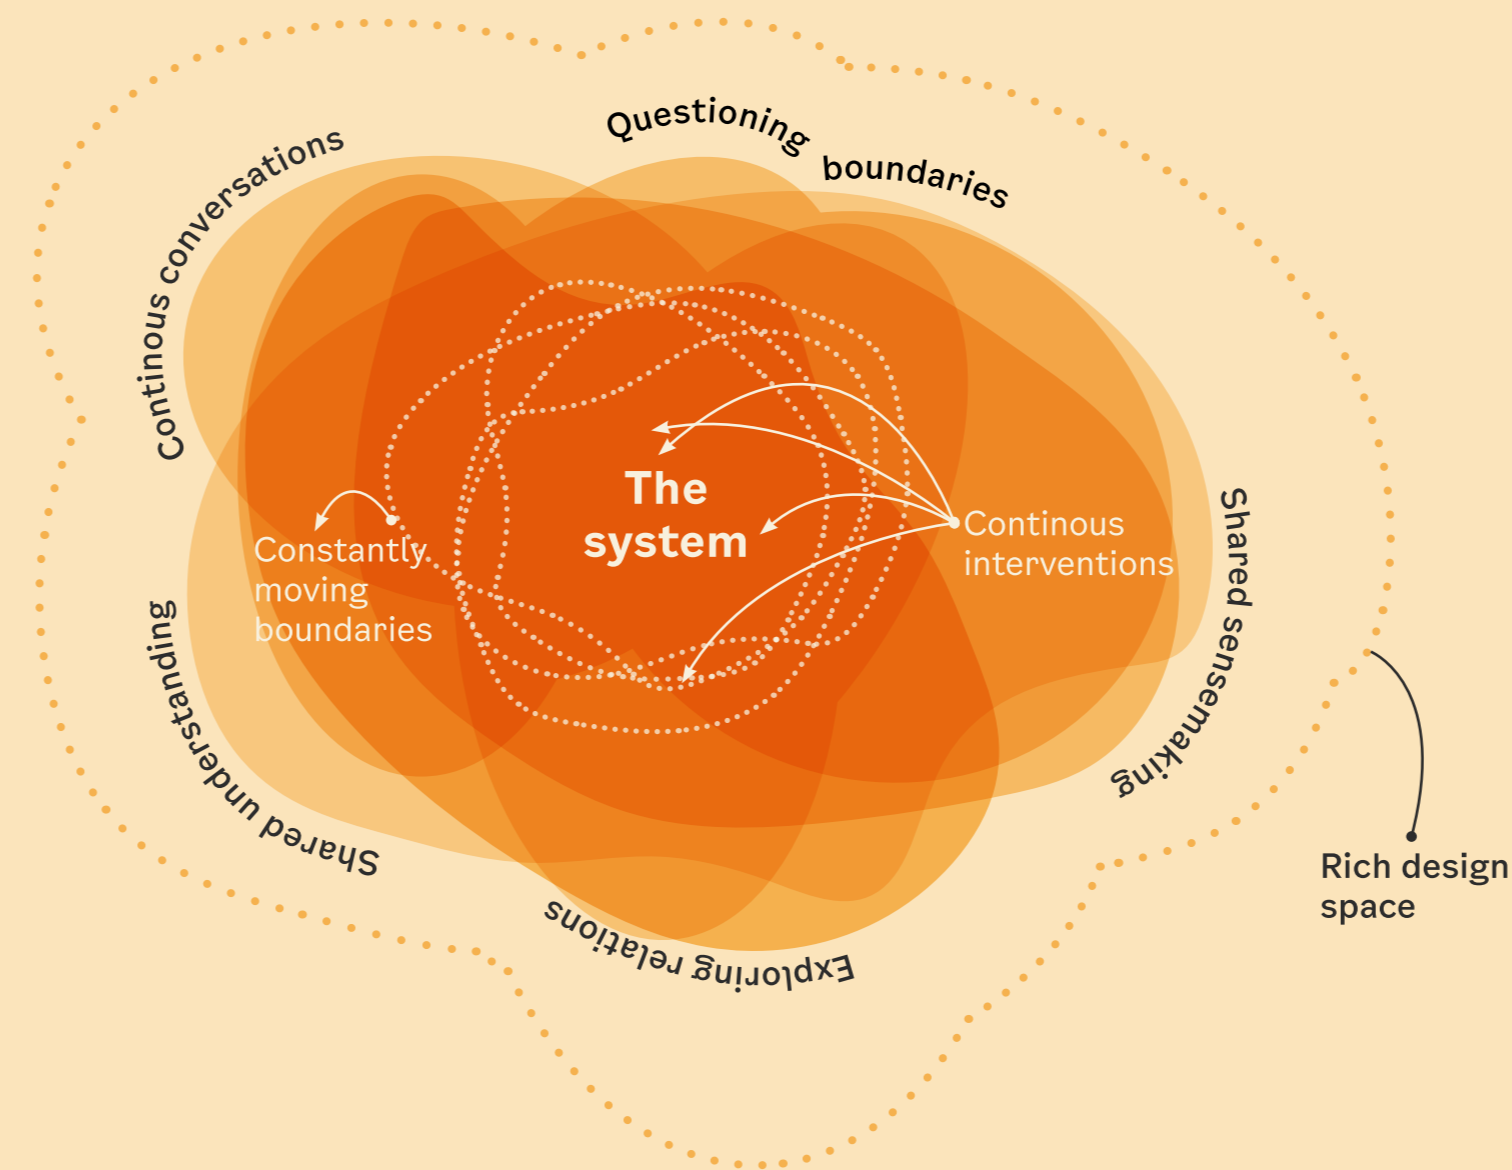 Questioning boundaries
Continous conversations
The
system
Continous
interventions
Constantly
moving
boundaries
Shared sensemaking
Shared understanding
Rich design
space
Exploring relations